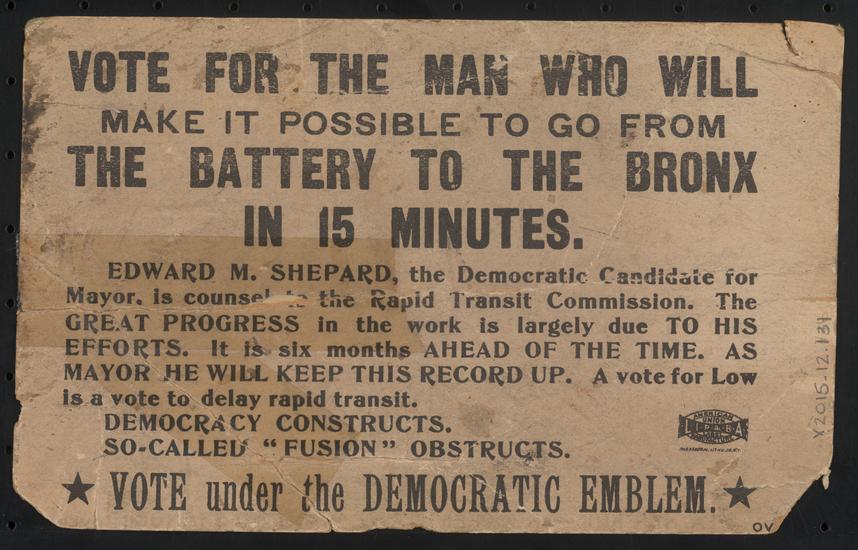 VOTE FOR THE MAN WHO WILL
MAKE IT POSSIBLE TO GO FROM
THE BATTERY TO THE BRONX
IN 15 MINUTES.
EDWARD M. SHEPARD, the Democratic Candidate for
Mayor, is counsel to the Rapid Transit Commission. The
GREAT PROGRESS in the work is largely due TO HIS
EFFORTS. It is six months AHEAD OF THE TIME. AS
MAYOR HE WILL KEEP THIS RECORD UP. A vote for Low
is a vote to delay rapid transit.
DEMOCRACY CONSTRUCTS.
SO-CALLED "FUSION" OBSTRUCTS.
AMERICAN
UNION
L.I.P.&B.A
LABEL
★ VOTE under the DEMOCRATIC EMBLEM. ★
X2015.12.134
OV